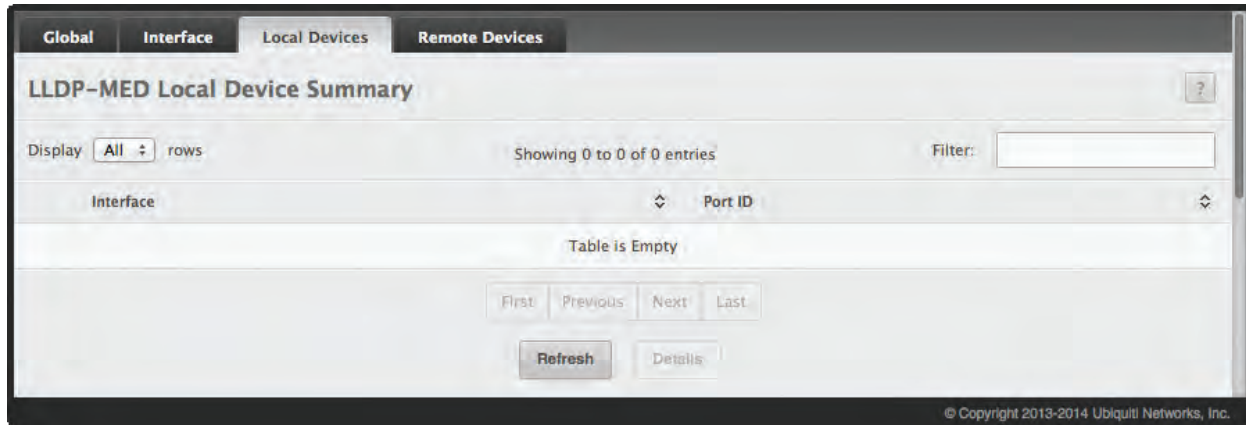 Global Interface Local Devices Remote Devices
LLDP-MED Local Device Summary ?
Display All rows Showing 0 to 0 of 0 entries Filter:
Interface Port ID
Table is Empty
First Previous Next Last
Refresh Details
© Copyright 2013-2014 Ubiquiti Networks, Inc.